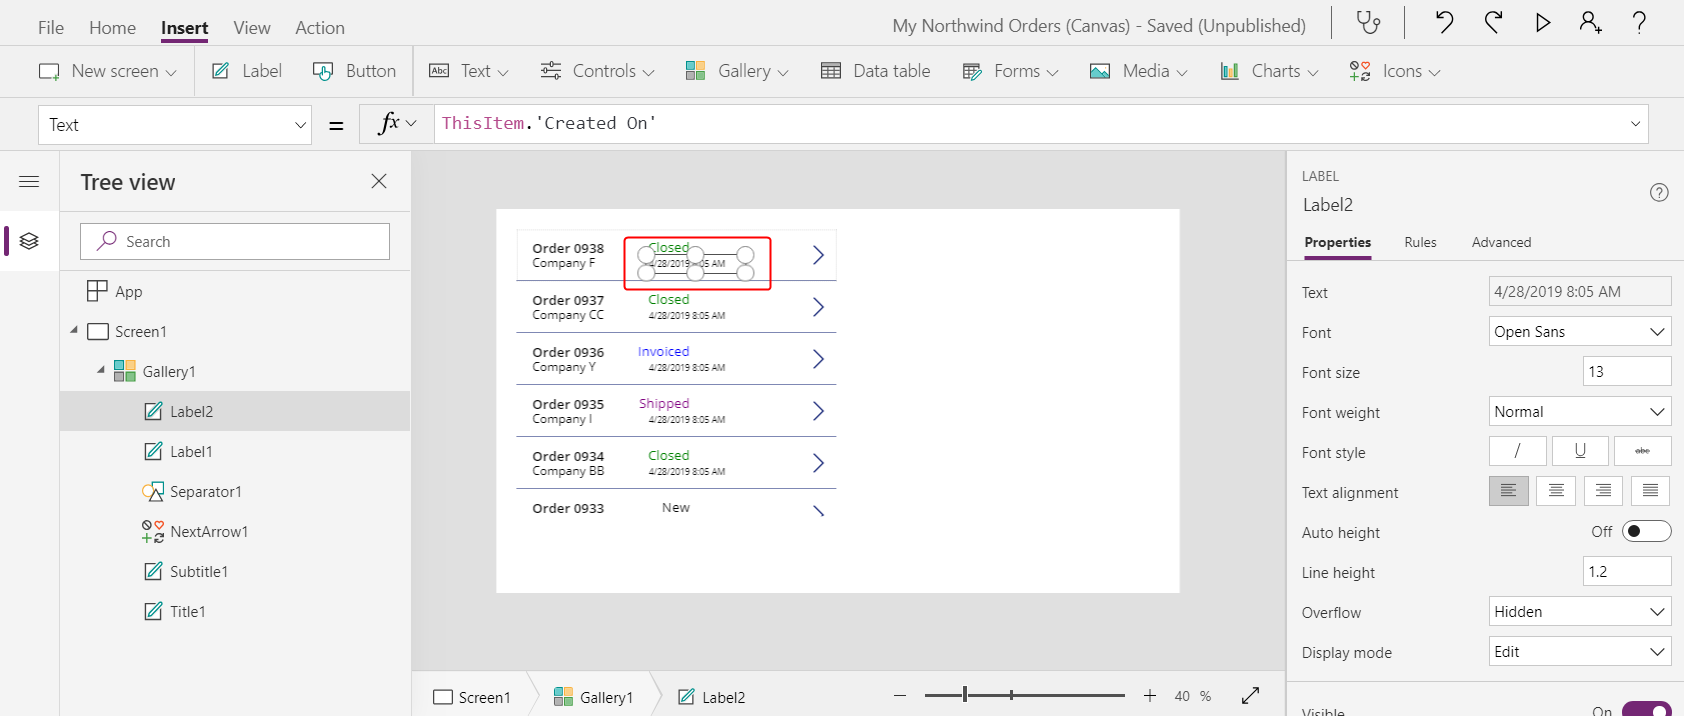 File Home Insert View Action My Northwind Orders (Canvas) - Saved (Unpublished) ?
New screen Label Button Abc Text Controls Gallery Data table Forms Media Charts Icons
Text = fx ThisItem.'Created On'
Tree view
Search
App
Screen1
Gallery1
Label2
Label1
Separator1
NextArrow1
Subtitle1
Title1
Order 0938 Closed
Company F 4/28/2019 8:05 AM
Order 0937 Closed
Company CC 4/28/2019 8:05 AM
Order 0936 Invoiced
Company Y 4/28/2019 8:05 AM
Order 0935 Shipped
Company I 4/28/2019 8:05 AM
Order 0934 Closed
Company BB 4/28/2019 8:05 AM
Order 0933 New
Screen1 Gallery1 Label2 40 %
LABEL
Label2 ?
Properties Rules Advanced
Text 4/28/2019 8:05 AM
Font Open Sans
Font size 13
Font weight Normal
Font style / U abc
Text alignment
Auto height Off
Line height 1.2
Overflow Hidden
Display mode Edit
Visible On